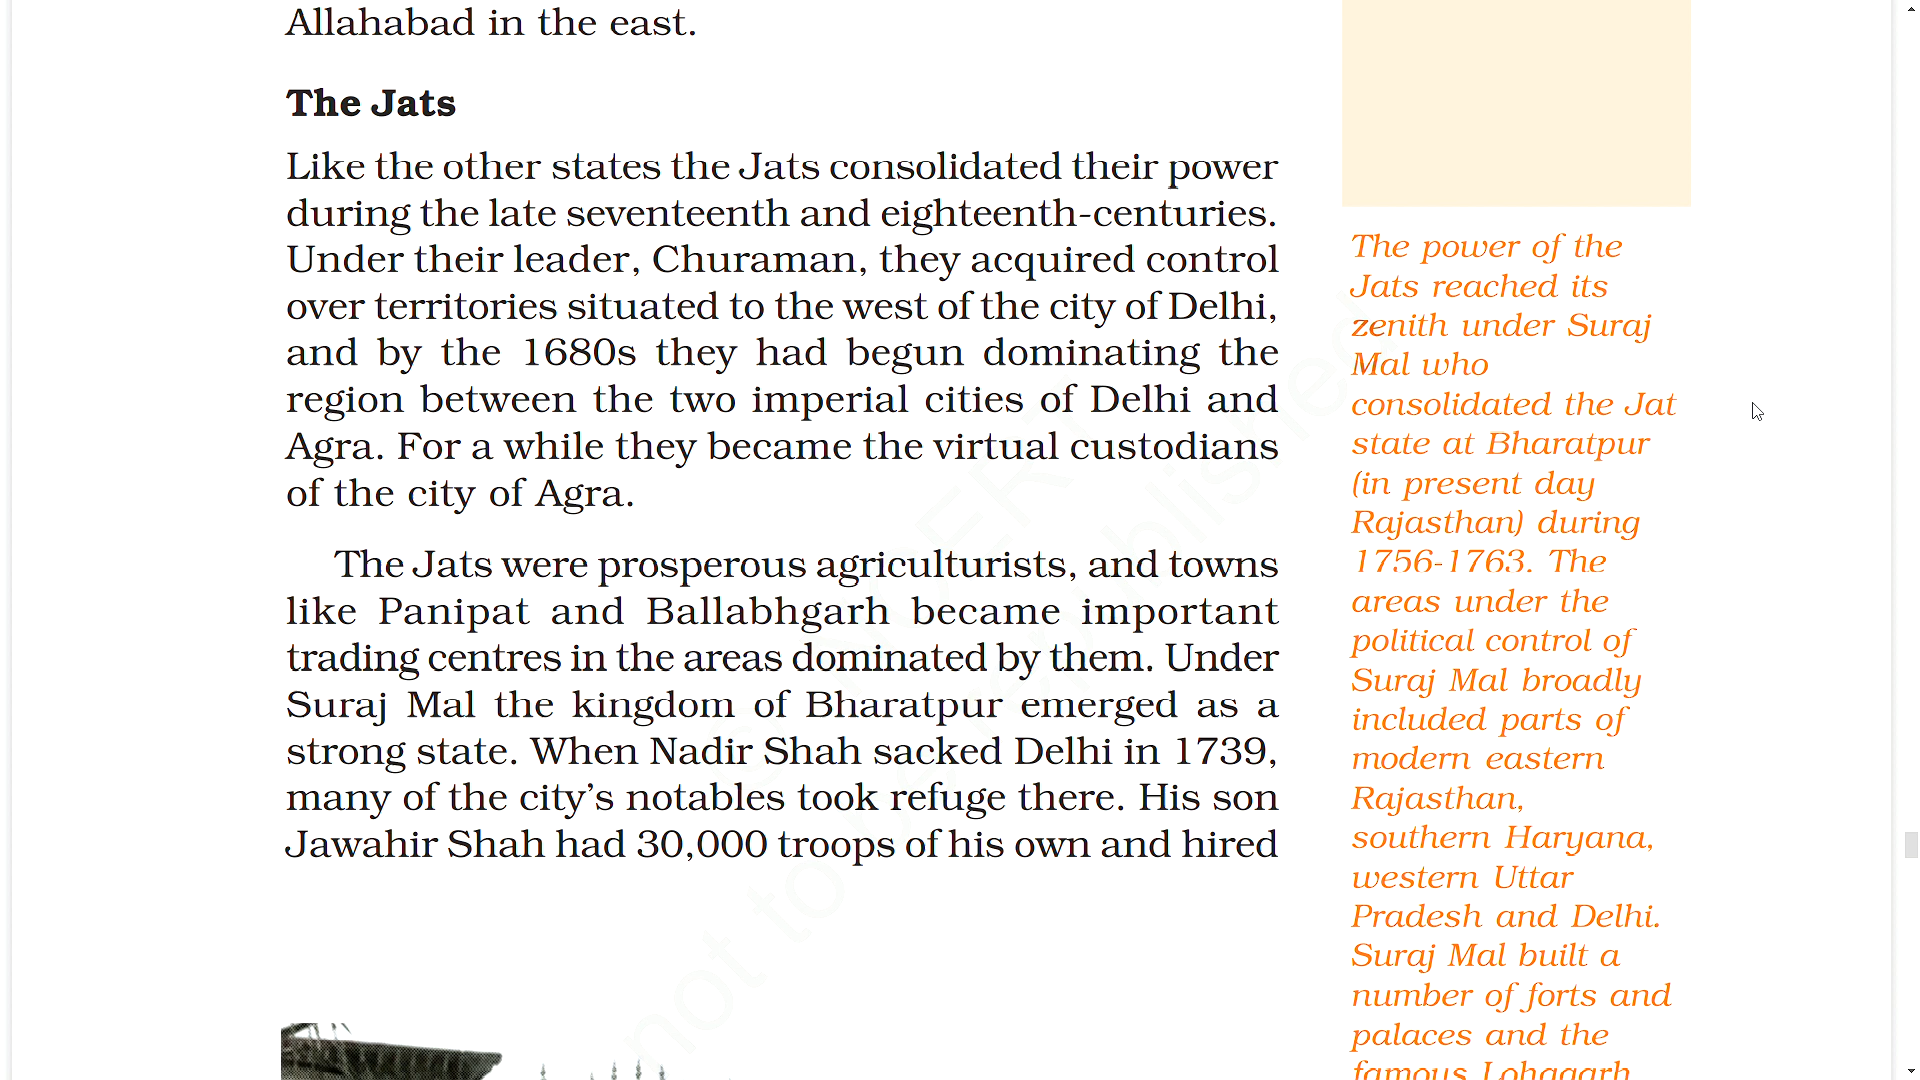 Allahabad in the east.
The Jats
Like the other states the Jats consolidated their power
during the late seventeenth and eighteenth-centuries.
Under their leader, Churaman, they acquired control
over territories situated to the west of the city of Delhi,
and by the 1680s they had begun dominating the
region between the two imperial cities of Delhi and
Agra. For a while they became the virtual custodians
of the city of Agra.
The Jats were prosperous agriculturists, and towns
like Panipat and Ballabhgarh became important
trading centres in the areas dominated by them. Under
Suraj Mal the kingdom of Bharatpur emerged as a
strong state. When Nadir Shah sacked Delhi in 1739,
many of the city's notables took refuge there. His son
Jawahir Shah had 30,000 troops of his own and hired
The power of the
Jats reached its
zenith under Suraj
Mal who
consolidated the Jat
state at Bharatpur
(in present day
Rajasthan) during
1756-1763. The
areas under the
political control of
Suraj Mal broadly
included parts of
modern eastern
Rajasthan,
southern Haryana,
western Uttar
Pradesh and Delhi.
Suraj Mal built a
number of forts and
palaces and the
famous Lohagarh